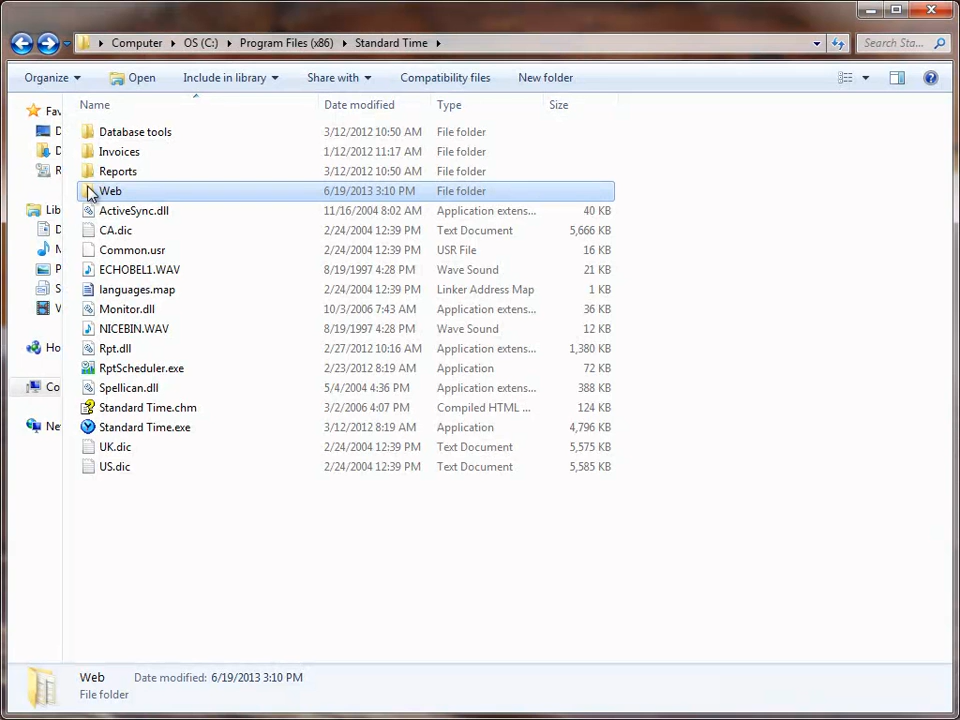 Computer OS (C:) Program Files (x86) Standard Time Search Sta...
Organize Open Include in library Share with Compatibility files New folder
Name Date modified Type Size
Database tools 3/12/2012 10:50 AM File folder
Invoices 1/12/2012 11:17 AM File folder
Reports 3/12/2012 10:50 AM File folder
Web 6/19/2013 3:10 PM File folder
ActiveSync.dll 11/16/2004 8:02 AM Application extens... 40 KB
CA.dic 2/24/2004 12:39 PM Text Document 5,666 KB
Common.usr 2/24/2004 12:39 PM USR File 16 KB
ECHOBEL1.WAV 8/19/1997 4:28 PM Wave Sound 21 KB
languages.map 2/24/2004 12:39 PM Linker Address Map 1 KB
Monitor.dll 10/3/2006 7:43 AM Application extens... 36 KB
NICEBIN.WAV 8/19/1997 4:28 PM Wave Sound 12 KB
Rpt.dll 2/27/2012 10:16 AM Application extens... 1,380 KB
RptScheduler.exe 2/23/2012 8:19 AM Application 72 KB
Spellican.dll 5/4/2004 4:36 PM Application extens... 388 KB
Standard Time.chm 3/2/2006 4:07 PM Compiled HTML ... 124 KB
Standard Time.exe 3/12/2012 8:19 AM Application 4,796 KB
UK.dic 2/24/2004 12:39 PM Text Document 5,575 KB
US.dic 2/24/2004 12:39 PM Text Document 5,585 KB
Fav
D
D
R
Lib
D
M
P
S
V
Ho
Co
Ne
Web Date modified: 6/19/2013 3:10 PM
File folder